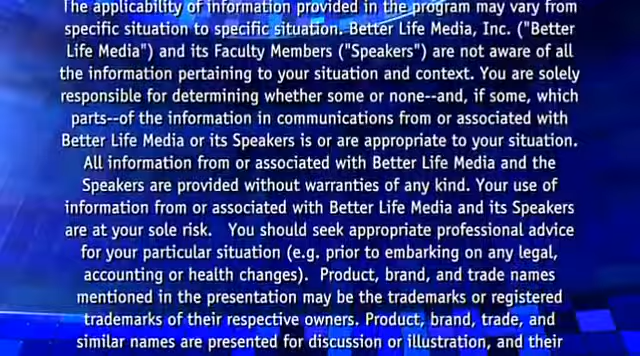 The applicability of information provided in the program may vary from
specific situation to specific situation. Better Life Media, Inc. ("Better
Life Media") and its Faculty Members ("Speakers") are not aware of all
the information pertaining to your situation and context. You are solely
responsible for determining whether some or none--and, if some, which
parts--of the information in communications from or associated with
Better Life Media or its Speakers is or are appropriate to your situation.
All information from or associated with Better Life Media and the
Speakers are provided without warranties of any kind. Your use of
information from or associated with Better Life Media and its Speakers
are at your sole risk. You should seek appropriate professional advice
for your particular situation (e.g. prior to embarking on any legal,
accounting or health changes). Product, brand, and trade names
mentioned in the presentation may be the trademarks or registered
trademarks of their respective owners. Product, brand, trade, and
similar names are presented for discussion or illustration, and their